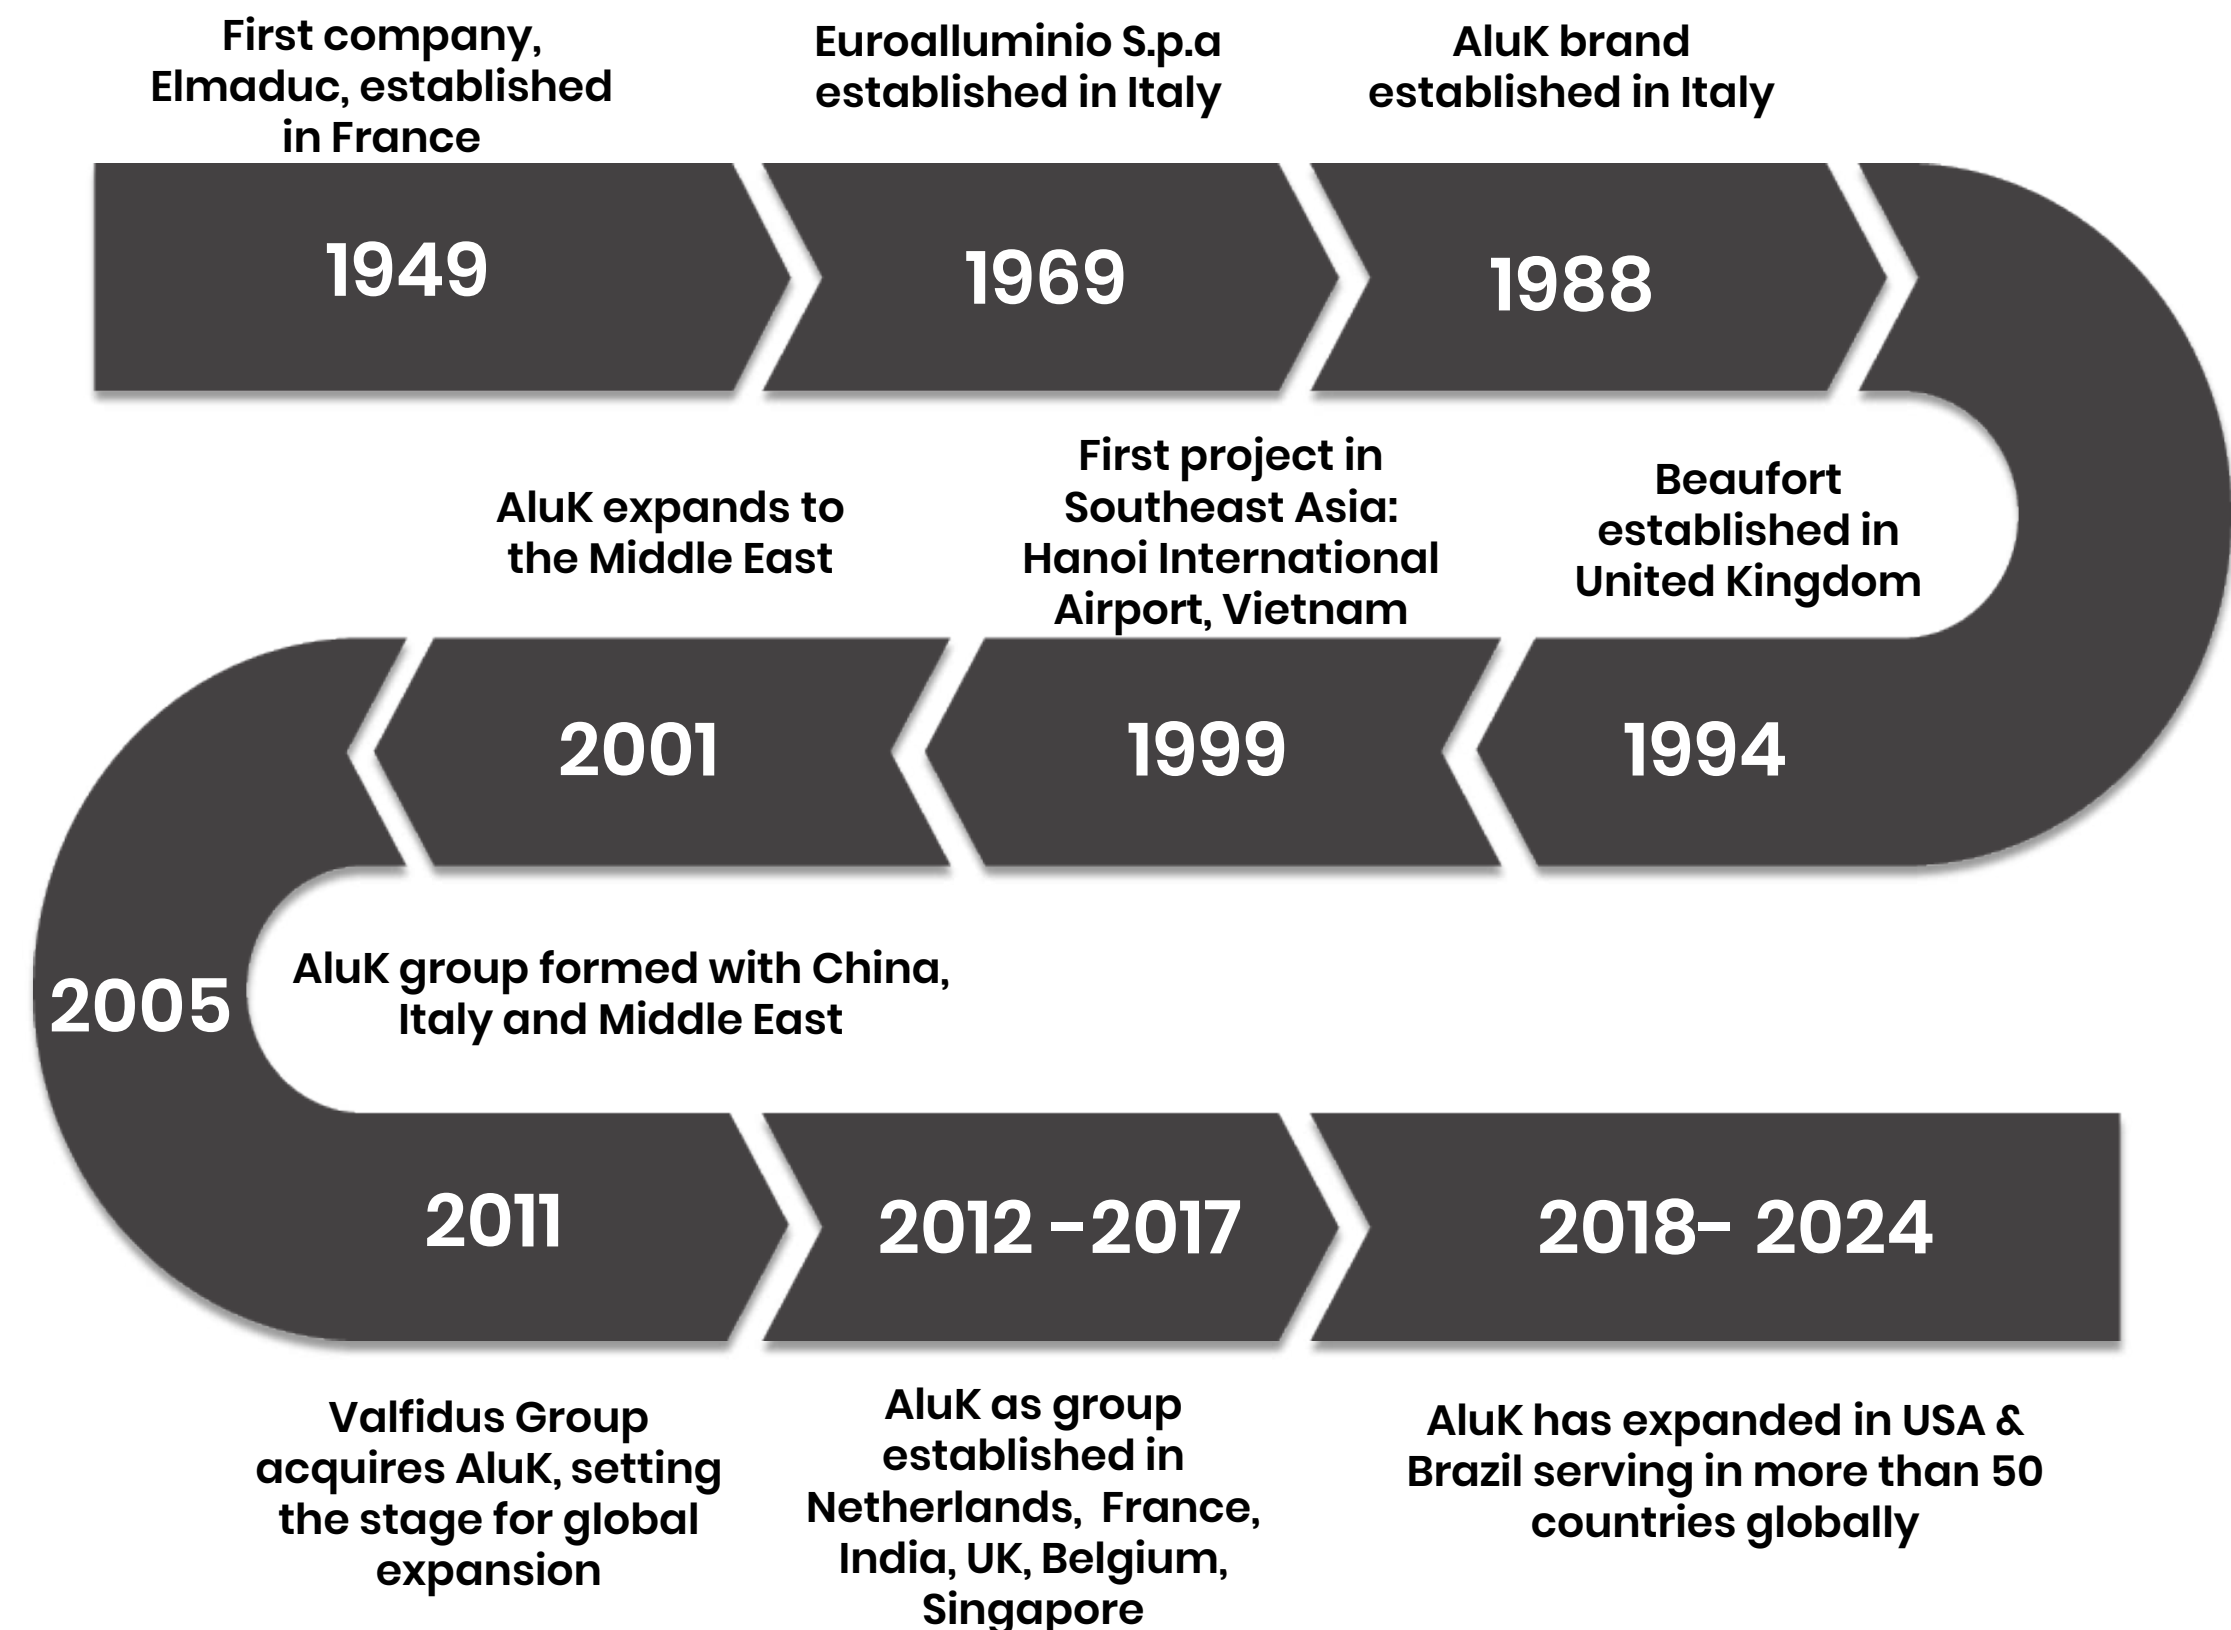 First company,
Elmaduc, established
in France
Euroalluminio S.p.a
established in Italy
AluK brand
established in Italy
1949
1969
1988
Beaufort
established in
United Kingdom
First project in
Southeast Asia:
Hanoi International
Airport, Vietnam
AluK expands to
the Middle East
1994
1999
2001
2005
AluK group formed with China,
Italy and Middle East
2011
2012 -2017
2018- 2024
Valfidus Group
acquires AluK, setting
the stage for global
expansion
AluK as group
established in
Netherlands, France,
India, UK, Belgium,
Singapore
AluK has expanded in USA &
Brazil serving in more than 50
countries globally